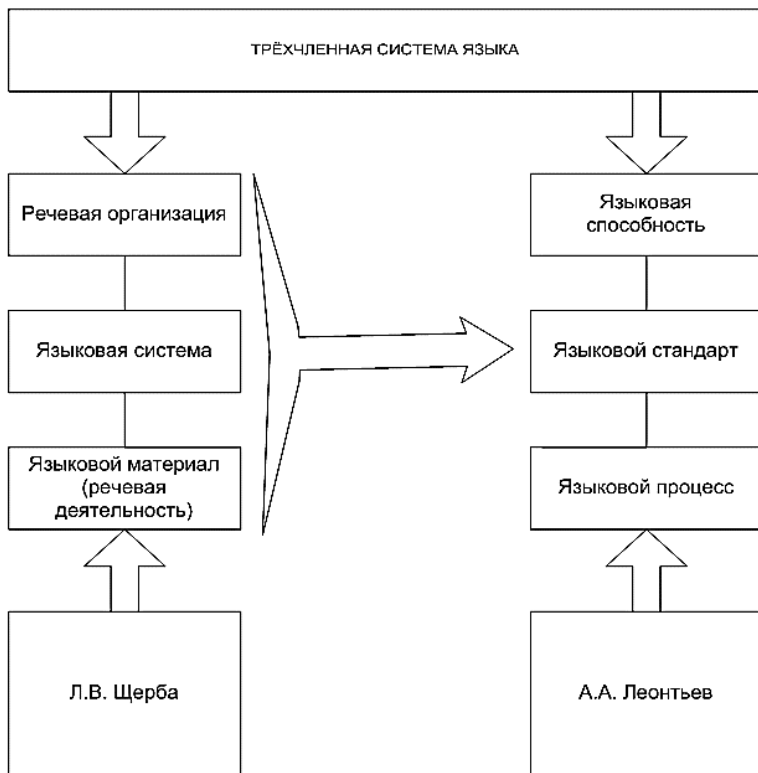 ТРЁХЧЛЕННАЯ СИСТЕМА ЯЗЫКА
Речевая организация
Языковая
способность
Языковая система
Языковой стандарт
Языковой материал
(речевая
деятельность)
Языковой процесс
Л.В. Щерба
А.А. Леонтьев